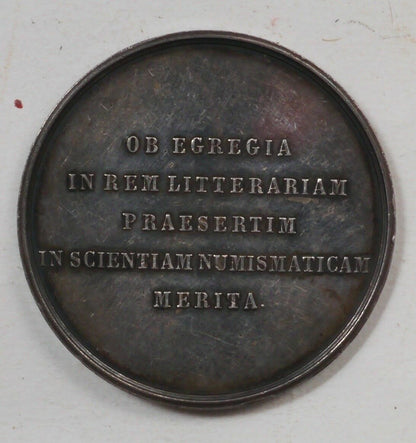 OB EGREGIA
IN REM LITTERARIAM
PRAESERTIM
IN SCIENTIAM NUMISMATICAM
MERITA.